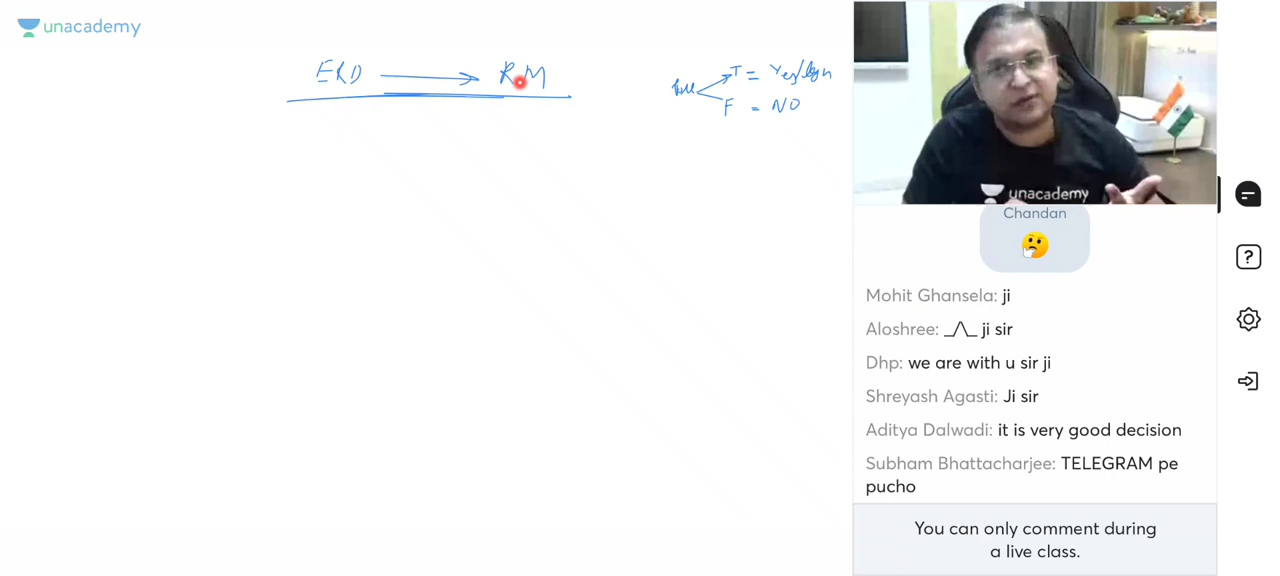 unacademy
ERD → RM
T = Yes/
F = NO
unacademy
Chandan
🤔
Mohit Ghansela: ji
Aloshree: _/\_ ji sir
Dhp: we are with u sir ji
Shreyash Agasti: Ji sir
Aditya Dalwadi: it is very good decision
Subham Bhattacharjee: TELEGRAM pe
pucho
You can only comment during
a live class.